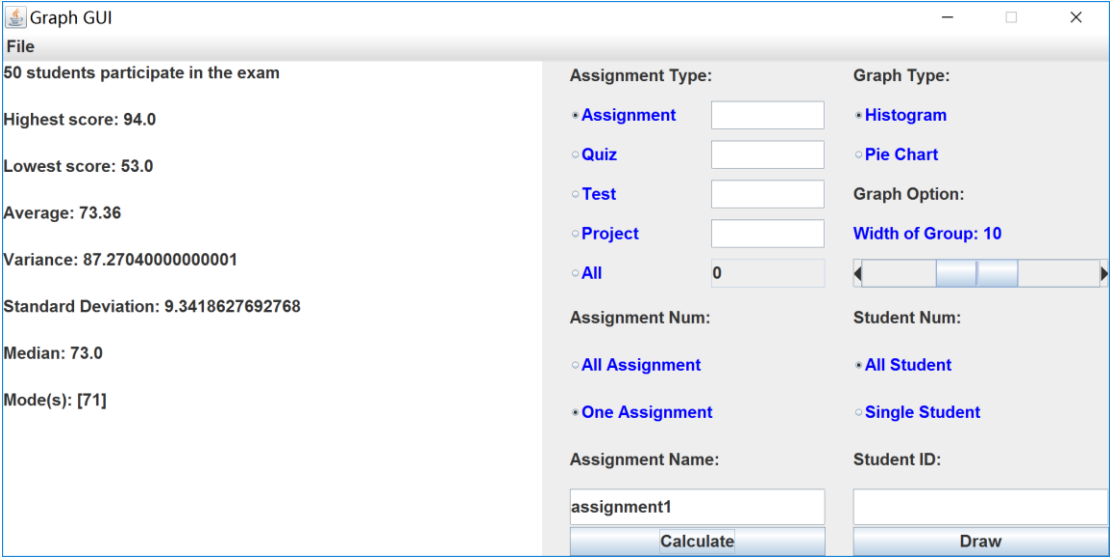 Graph GUI
File
50 students participate in the exam
Highest score: 94.0
Lowest score: 53.0
Average: 73.36
Variance: 87.27040000000001
Standard Deviation: 9.3418627692768
Median: 73.0
Mode(s): [71]
Assignment Type:
Assignment
Quiz
Test
Project
All 0
Assignment Num:
All Assignment
One Assignment
Assignment Name:
assignment1
Calculate
Graph Type:
Histogram
Pie Chart
Graph Option:
Width of Group: 10
Student Num:
All Student
Single Student
Student ID:
Draw